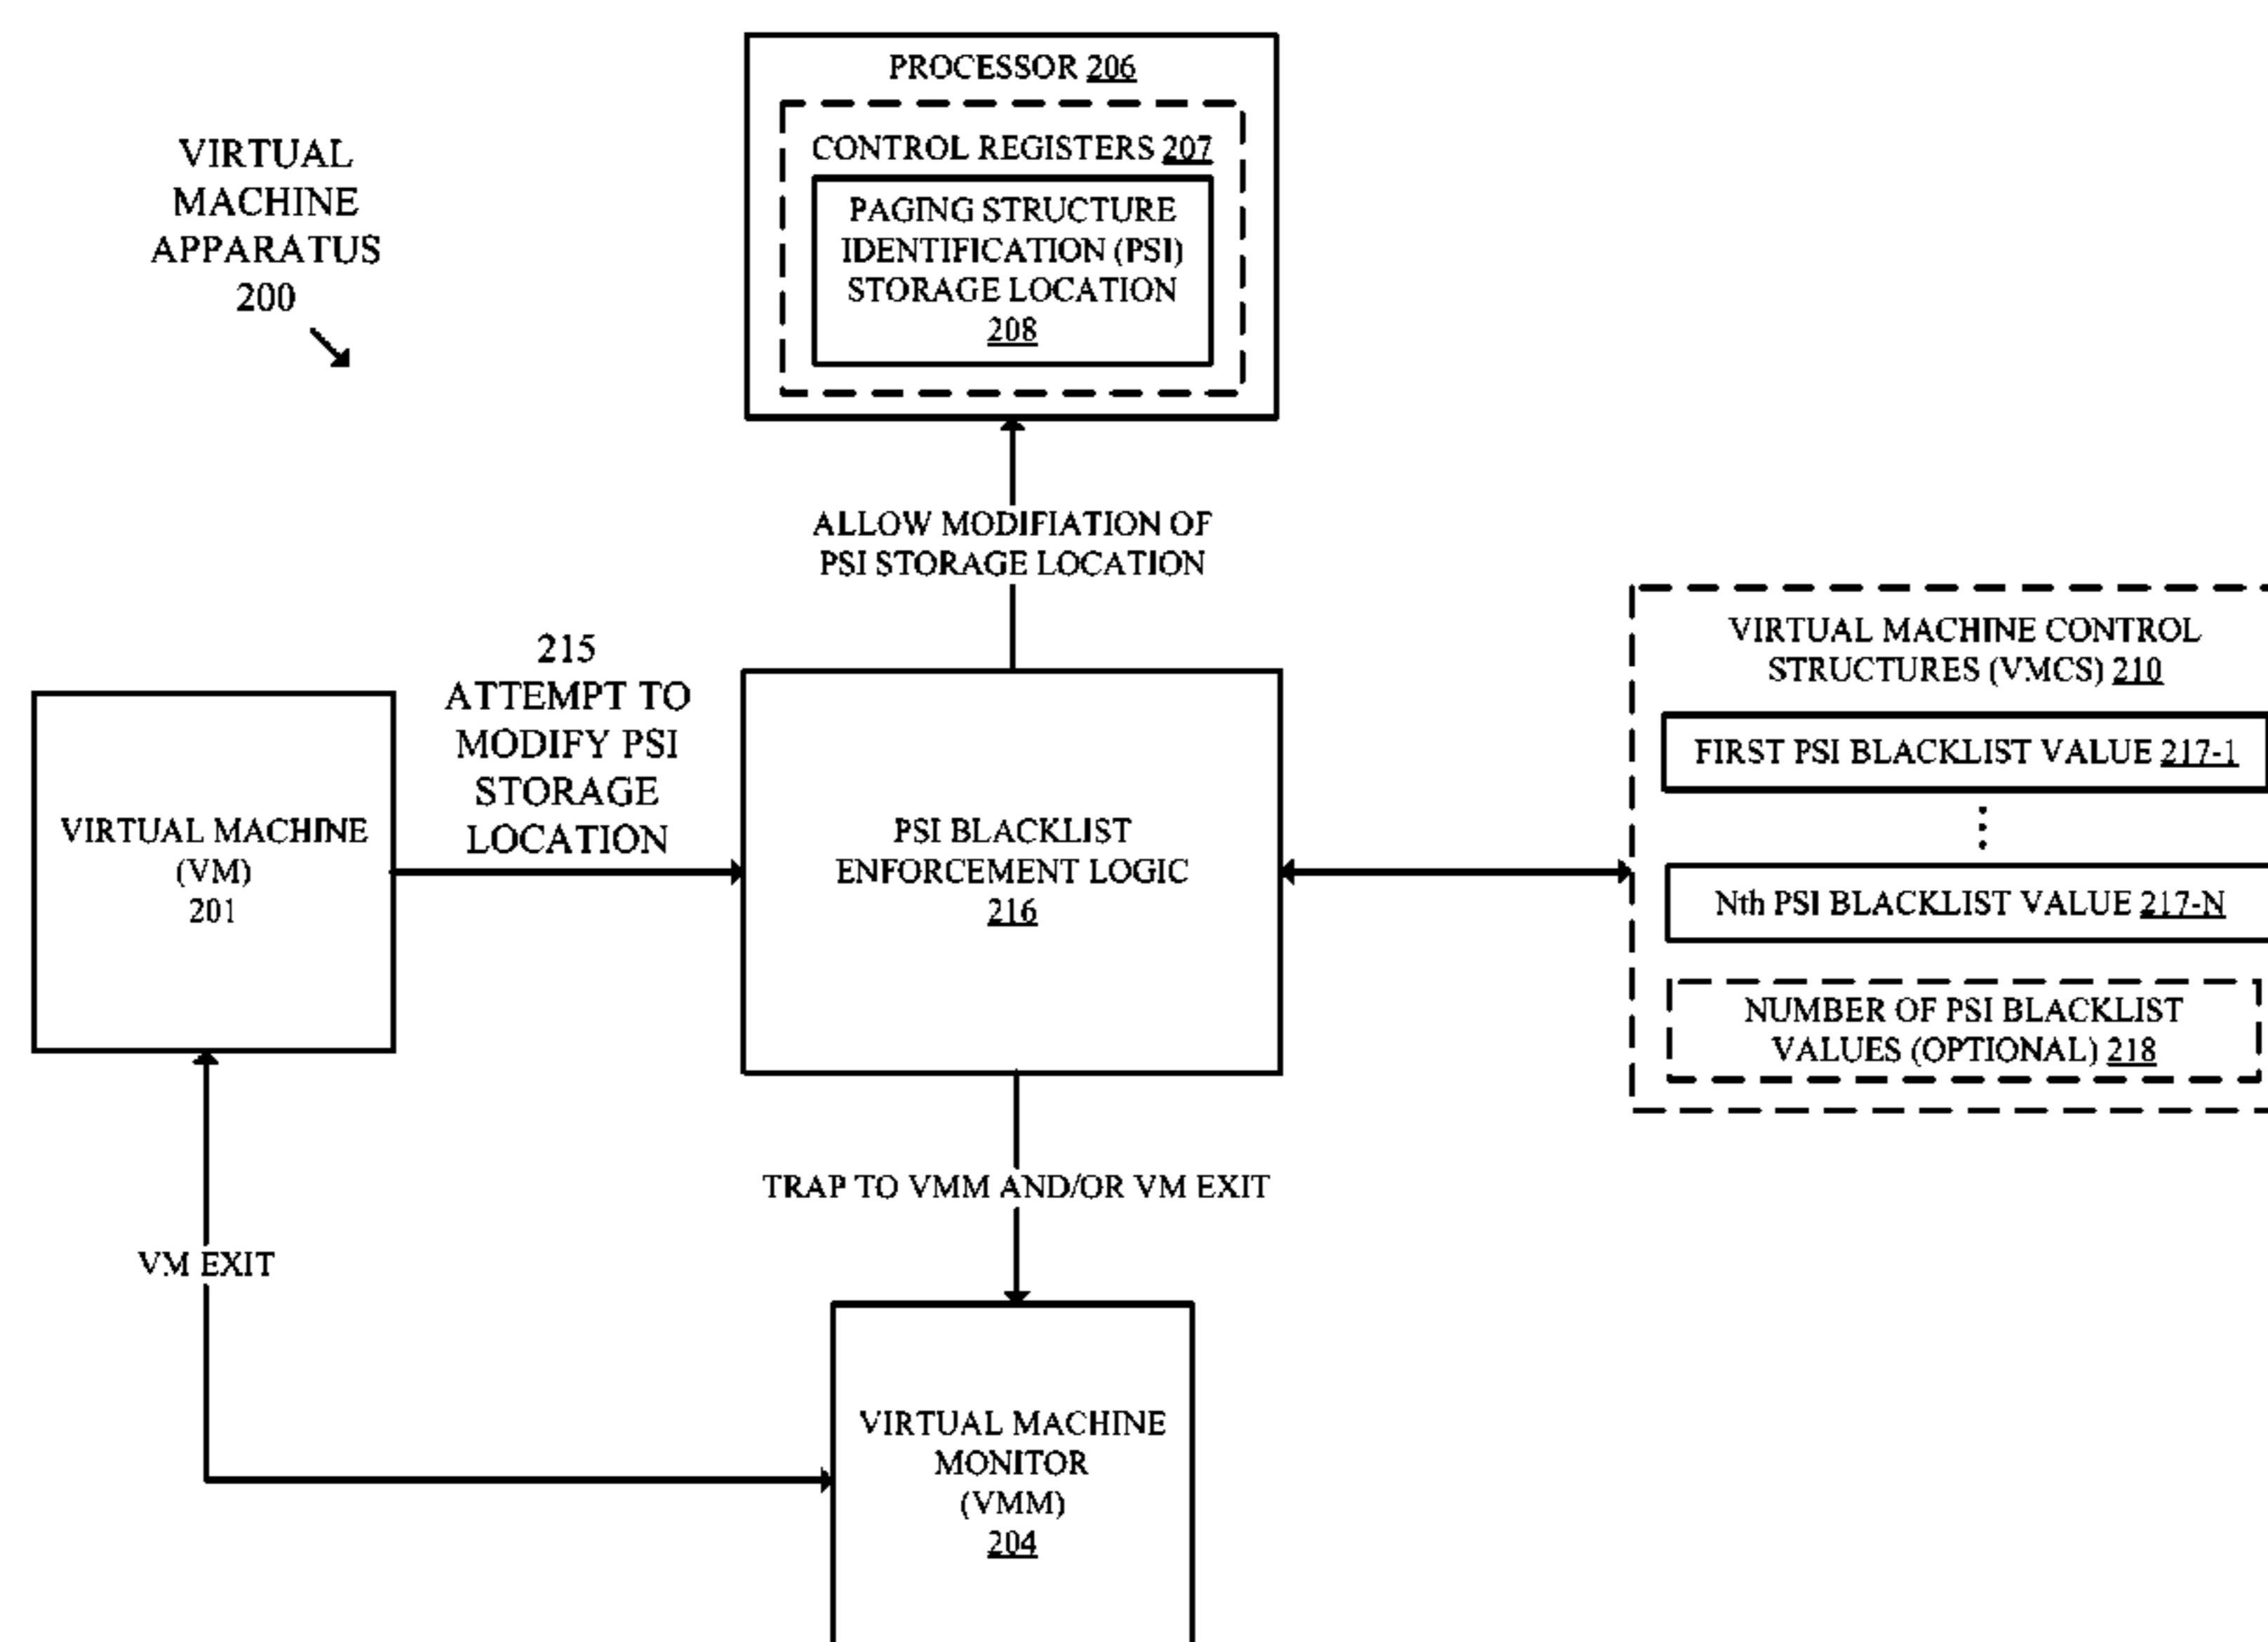 PROCESSOR 206
CONTROL REGISTERS 207
PAGING STRUCTURE
IDENTIFICATION (PSI)
STORAGE LOCATION
208
VIRTUAL
MACHINE
APPARATUS
200
ALLOW MODIFIATION OF
PSI STORAGE LOCATION
215
ATTEMPT TO
MODIFY PSI
STORAGE
LOCATION
VIRTUAL MACHINE
(VM)
201
PSI BLACKLIST
ENFORCEMENT LOGIC
216
VIRTUAL MACHINE CONTROL
STRUCTURES (VMCS) 210
FIRST PSI BLACKLIST VALUE 217-1
Nth PSI BLACKLIST VALUE 217-N
NUMBER OF PSI BLACKLIST
VALUES (OPTIONAL) 218
TRAP TO VMM AND/OR VM EXIT
VM EXIT
VIRTUAL MACHINE
MONITOR
(VMM)
204